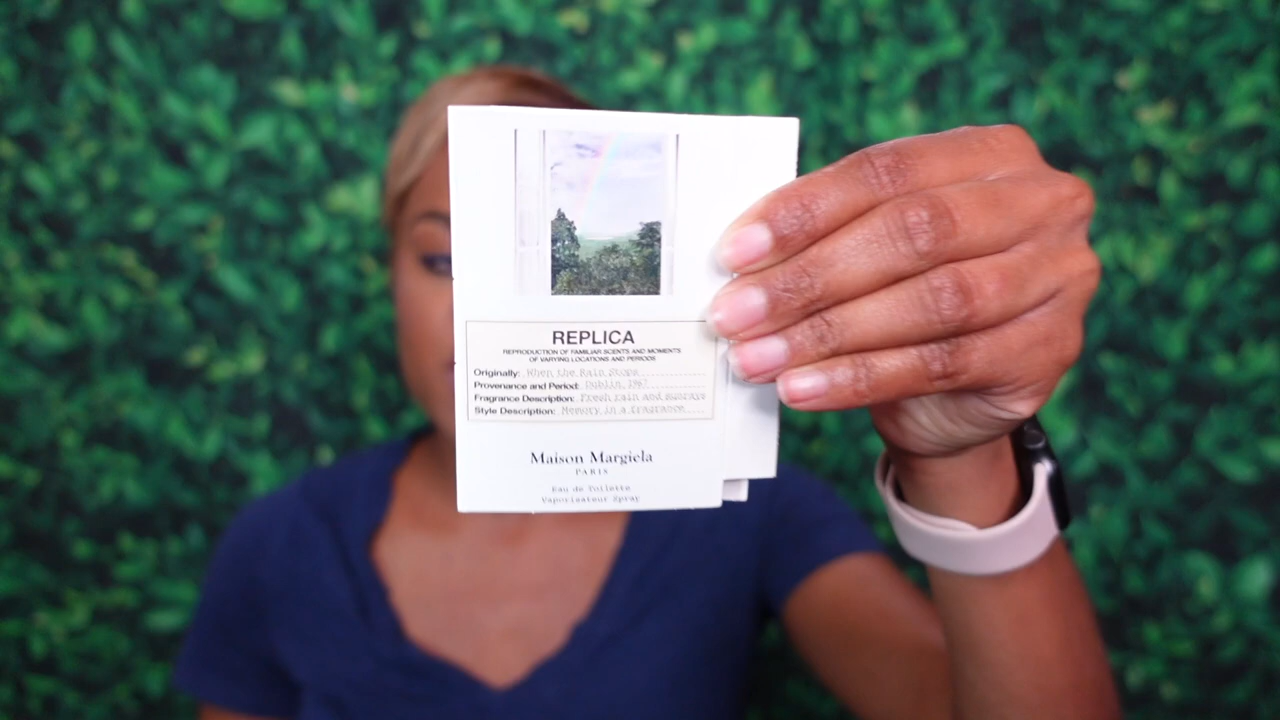 REPLICA
REPRODUCTION OF FAMILIAR SCENTS AND MOMENTS
OF VARYING LOCATIONS AND PERIODS
Originally: When the Rain Stops
Provenance and Period: Dublin 1967
Fragrance Description: Fresh rain and sunrays
Style Description: Memory in a fragrance
Maison Margiela
PARIS
Eau de Toilette
Vaporisateur Spray